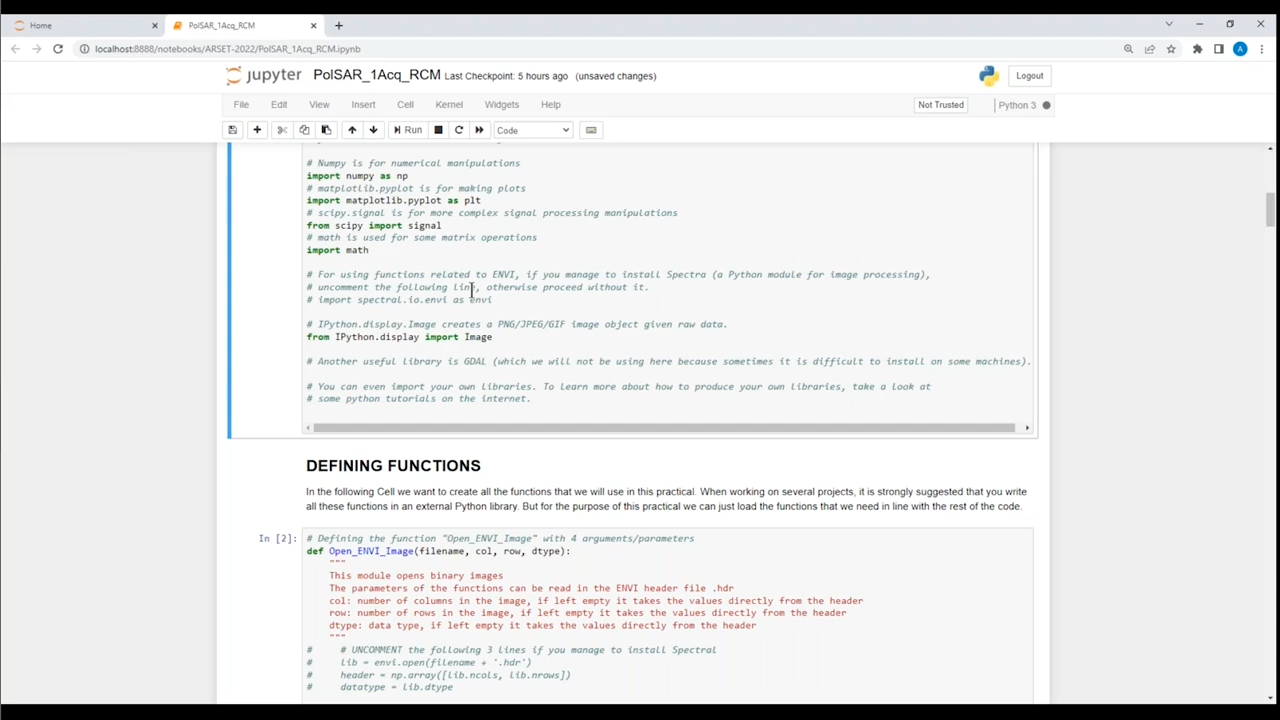 Home
PolSAR_1Acq_RCM
localhost:8888/notebooks/ARSET-2022/PolSAR_1Acq_RCM.ipynb
A
jupyter PolSAR_1Acq_RCM Last Checkpoint: 5 hours ago (unsaved changes)
Logout
File Edit View Insert Cell Kernel Widgets Help
Not Trusted
Python 3
Run
Code
# Numpy is for numerical manipulations
import numpy as np
# matplotlib.pyplot is for making plots
import matplotlib.pyplot as plt
# scipy.signal is for more complex signal processing manipulations
from scipy import signal
# math is used for some matrix operations
import math
# For using functions related to ENVI, if you manage to install Spectra (a Python module for image processing),
# uncomment the following line, otherwise proceed without it.
# import spectral.io.envi as envi
# IPython.display.Image creates a PNG/JPEG/GIF image object given raw data.
from IPython.display import Image
# Another useful library is GDAL (which we will not be using here because sometimes it is difficult to install on some machines).
# You can even import your own libraries. To learn more about how to produce your own libraries, take a look at
# some python tutorials on the internet.
DEFINING FUNCTIONS
In the following Cell we want to create all the functions that we will use in this practical. When working on several projects, it is strongly suggested that you write
all these functions in an external Python library. But for the purpose of this practical we can just load the functions that we need in line with the rest of the code.
In [2]:
# Defining the function "Open_ENVI_Image" with 4 arguments/parameters
def Open_ENVI_Image(filename, col, row, dtype):
"""
This module opens binary images
The parameters of the functions can be read in the ENVI header file .hdr
col: number of columns in the image, if left empty it takes the values directly from the header
row: number of rows in the image, if left empty it takes the values directly from the header
dtype: data type, if left empty it takes the values directly from the header
"""
#    # UNCOMMENT the following 3 lines if you manage to install Spectral
#    lib = envi.open(filename + '.hdr')
#    header = np.array([lib.ncols, lib.nrows])
#    datatype = lib.dtype